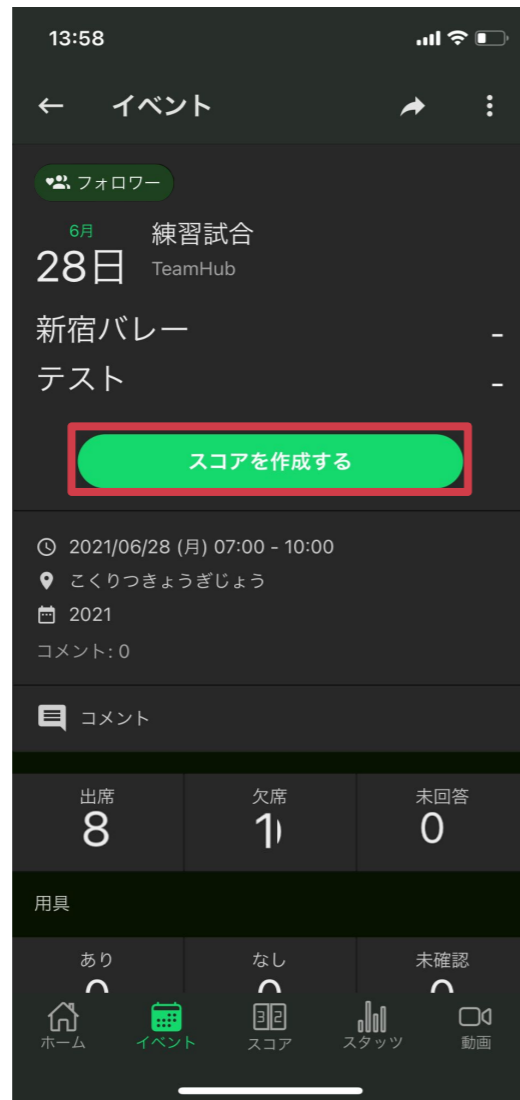 13:58
イベント
フォロワー
6月
28日
練習試合
TeamHub
新宿バレー -
テスト -
スコアを作成する
2021/06/28 (月) 07:00 - 10:00
こくりつきょうぎじょう
2021
コメント: 0
コメント
出席 欠席 未回答
8 1 0
用具
あり なし 未確認
ホーム イベント スコア スタッツ 動画